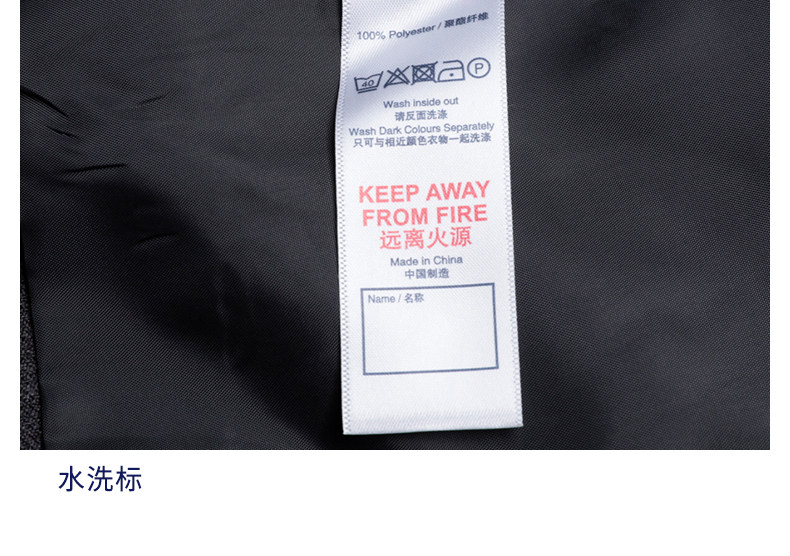 100% Polyester / 聚酯纤维
40 P
Wash inside out
请反面洗涤
Wash Dark Colours Separately
只可与相近颜色衣物一起洗涤
KEEP AWAY
FROM FIRE
远离火源
Made in China
中国制造
Name / 名称
水洗标